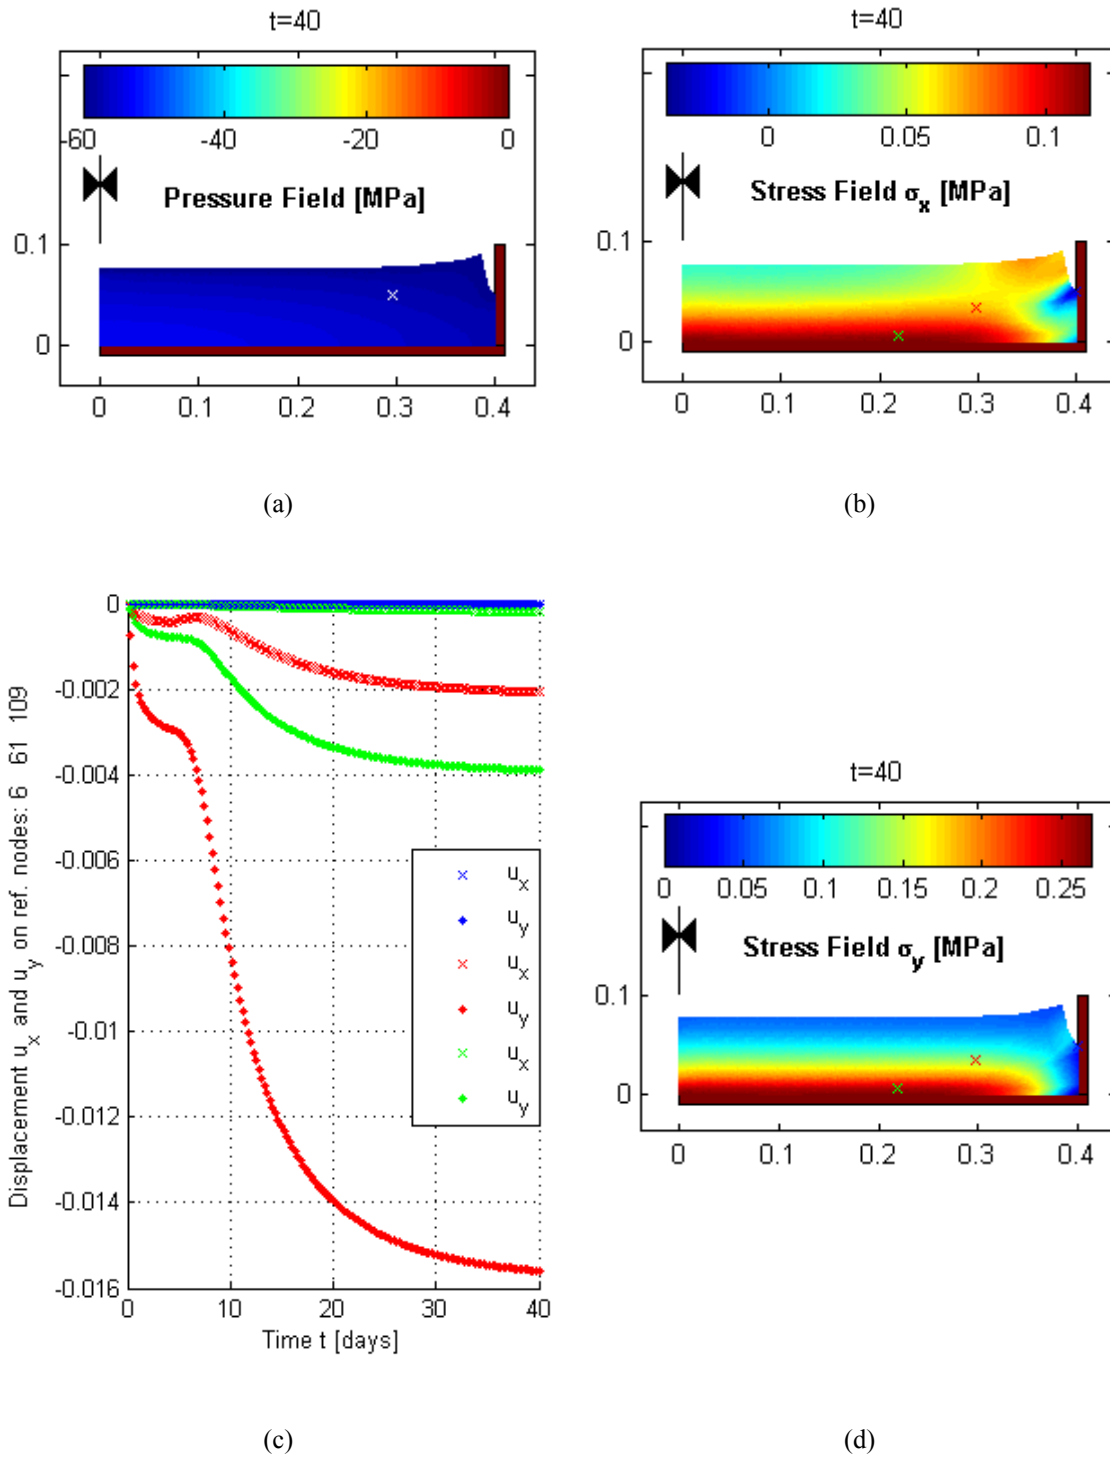 t=40
-60 -40 -20 0
Pressure Field [MPa]
0.1
0
0 0.1 0.2 0.3 0.4
(a)
t=40
0 0.05 0.1
Stress Field σx [MPa]
0.1
0
0 0.1 0.2 0.3 0.4
(b)
Displacement ux and uy on ref. nodes: 6 61 109
0
-0.002
-0.004
-0.006
-0.008
-0.01
-0.012
-0.014
-0.016
ux
uy
ux
uy
ux
uy
0 10 20 30 40
Time t [days]
(c)
t=40
0 0.05 0.1 0.15 0.2 0.25
Stress Field σy [MPa]
0.1
0
0 0.1 0.2 0.3 0.4
(d)